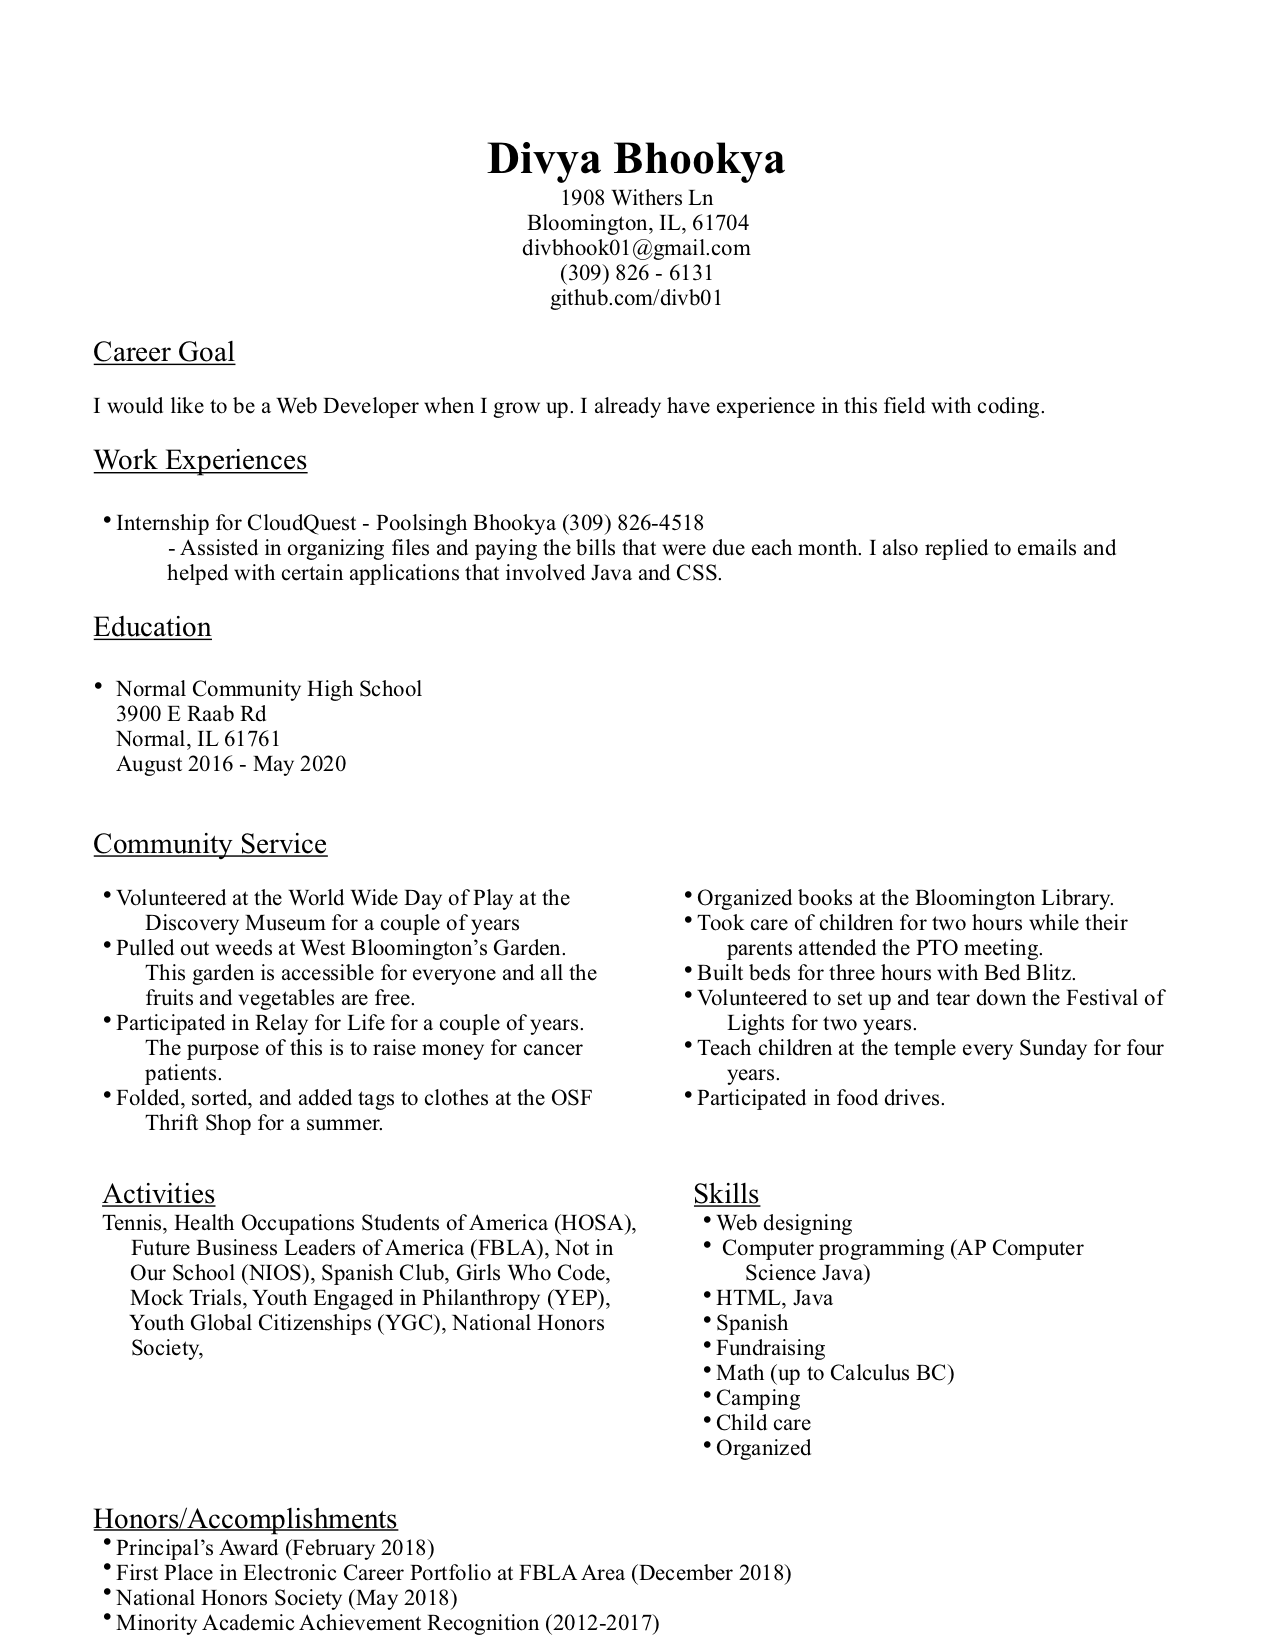 Divya Bhookya
1908 Withers Ln
Bloomington, IL, 61704
divbhook01@gmail.com
(309) 826 - 6131
github.com/divb01
Career Goal
I would like to be a Web Developer when I grow up. I already have experience in this field with coding.
Work Experiences
• Internship for CloudQuest - Poolsingh Bhookya (309) 826-4518
- Assisted in organizing files and paying the bills that were due each month. I also replied to emails and
helped with certain applications that involved Java and CSS.
Education
• Normal Community High School
3900 E Raab Rd
Normal, IL 61761
August 2016 - May 2020
Community Service
• Volunteered at the World Wide Day of Play at the
Discovery Museum for a couple of years
• Pulled out weeds at West Bloomington’s Garden.
This garden is accessible for everyone and all the
fruits and vegetables are free.
• Participated in Relay for Life for a couple of years.
The purpose of this is to raise money for cancer
patients.
• Folded, sorted, and added tags to clothes at the OSF
Thrift Shop for a summer.
• Organized books at the Bloomington Library.
• Took care of children for two hours while their
parents attended the PTO meeting.
• Built beds for three hours with Bed Blitz.
• Volunteered to set up and tear down the Festival of
Lights for two years.
• Teach children at the temple every Sunday for four
years.
• Participated in food drives.
Activities
Tennis, Health Occupations Students of America (HOSA),
Future Business Leaders of America (FBLA), Not in
Our School (NIOS), Spanish Club, Girls Who Code,
Mock Trials, Youth Engaged in Philanthropy (YEP),
Youth Global Citizenships (YGC), National Honors
Society,
Skills
• Web designing
• Computer programming (AP Computer
Science Java)
• HTML, Java
• Spanish
• Fundraising
• Math (up to Calculus BC)
• Camping
• Child care
• Organized
Honors/Accomplishments
• Principal’s Award (February 2018)
• First Place in Electronic Career Portfolio at FBLA Area (December 2018)
• National Honors Society (May 2018)
• Minority Academic Achievement Recognition (2012-2017)